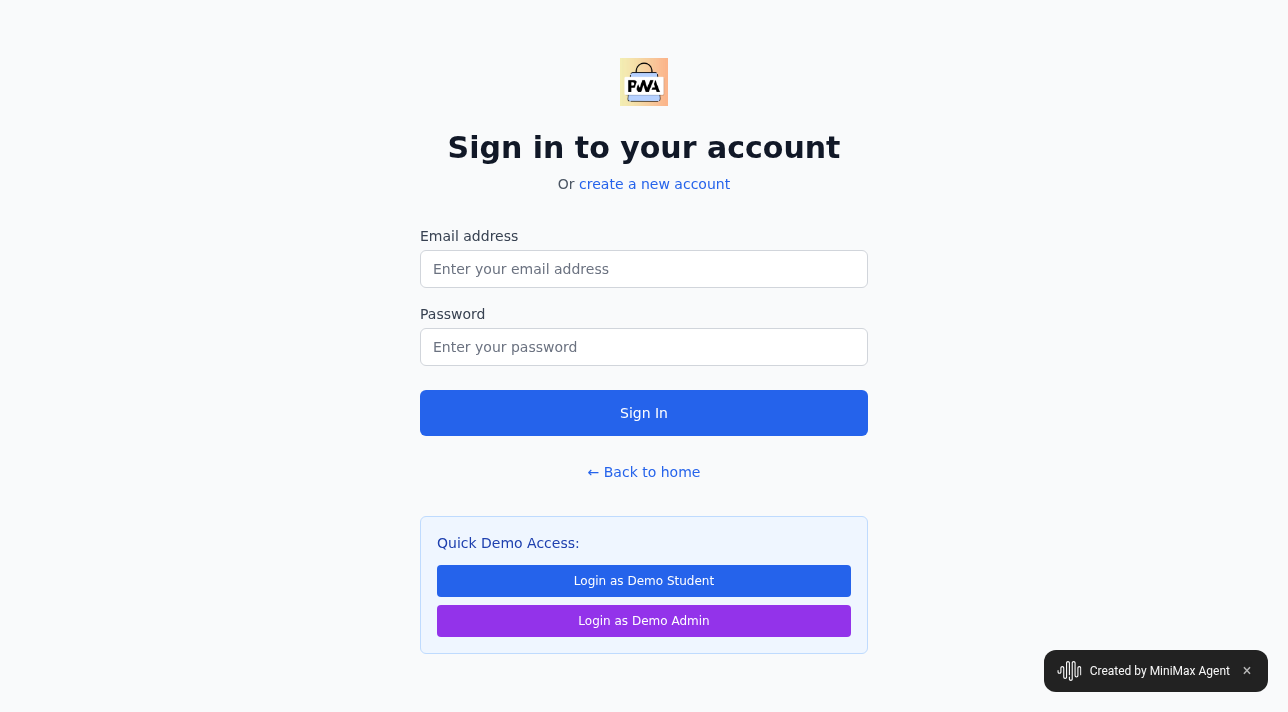 PWA
Sign in to your account
Or create a new account
Email address
Enter your email address
Password
Enter your password
Sign In
← Back to home
Quick Demo Access:
Login as Demo Student
Login as Demo Admin
Created by MiniMax Agent ×